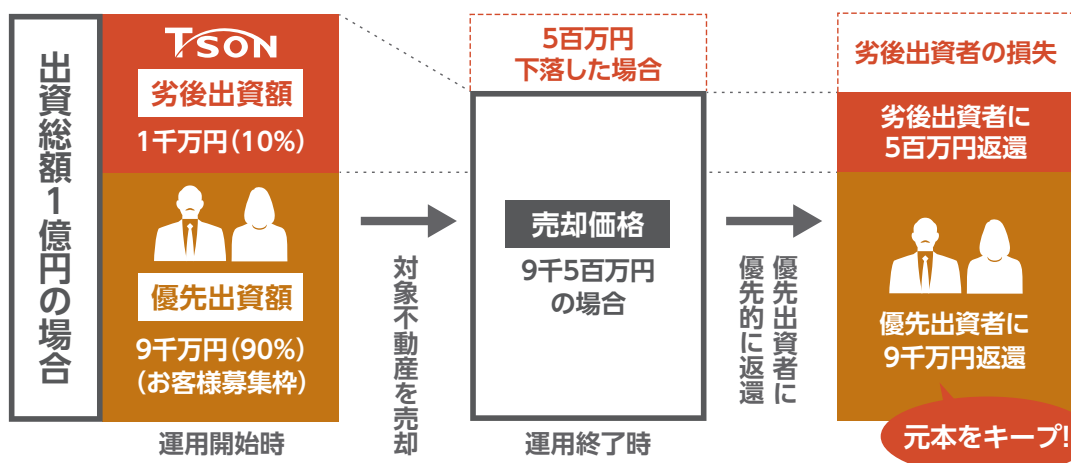 出資総額1億円の場合
TSON
劣後出資額
1千万円(10%)
優先出資額
9千万円(90%)
(お客様募集枠)
運用開始時
対象不動産を売却
5百万円
下落した場合
売却価格
9千5百万円
の場合
運用終了時
優先出資者に
優先的に返還
劣後出資者の損失
劣後出資者に
5百万円返還
優先出資者に
9千万円返還
元本をキープ!